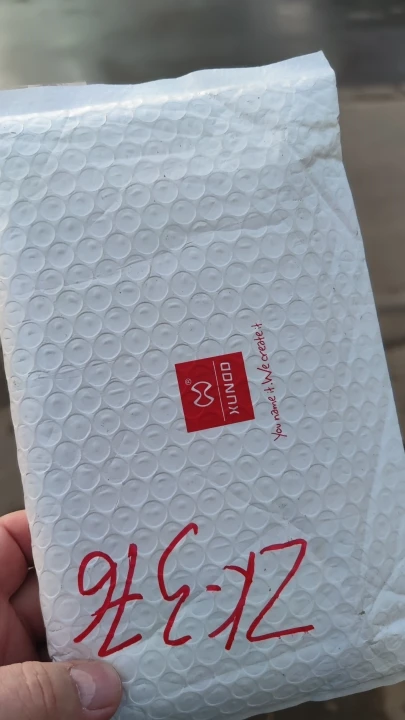 ®
XUNDD
You name it. We create it
ZK-376